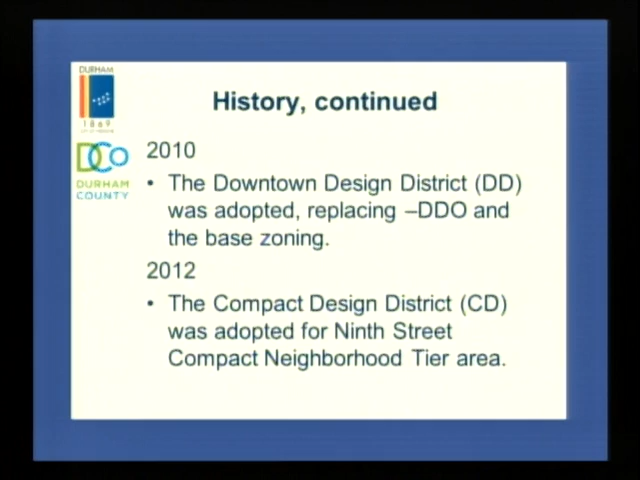 DURHAM
1869
DCo
DURHAM
COUNTY
History, continued
2010
• The Downtown Design District (DD)
was adopted, replacing –DDO and
the base zoning.
2012
• The Compact Design District (CD)
was adopted for Ninth Street
Compact Neighborhood Tier area.